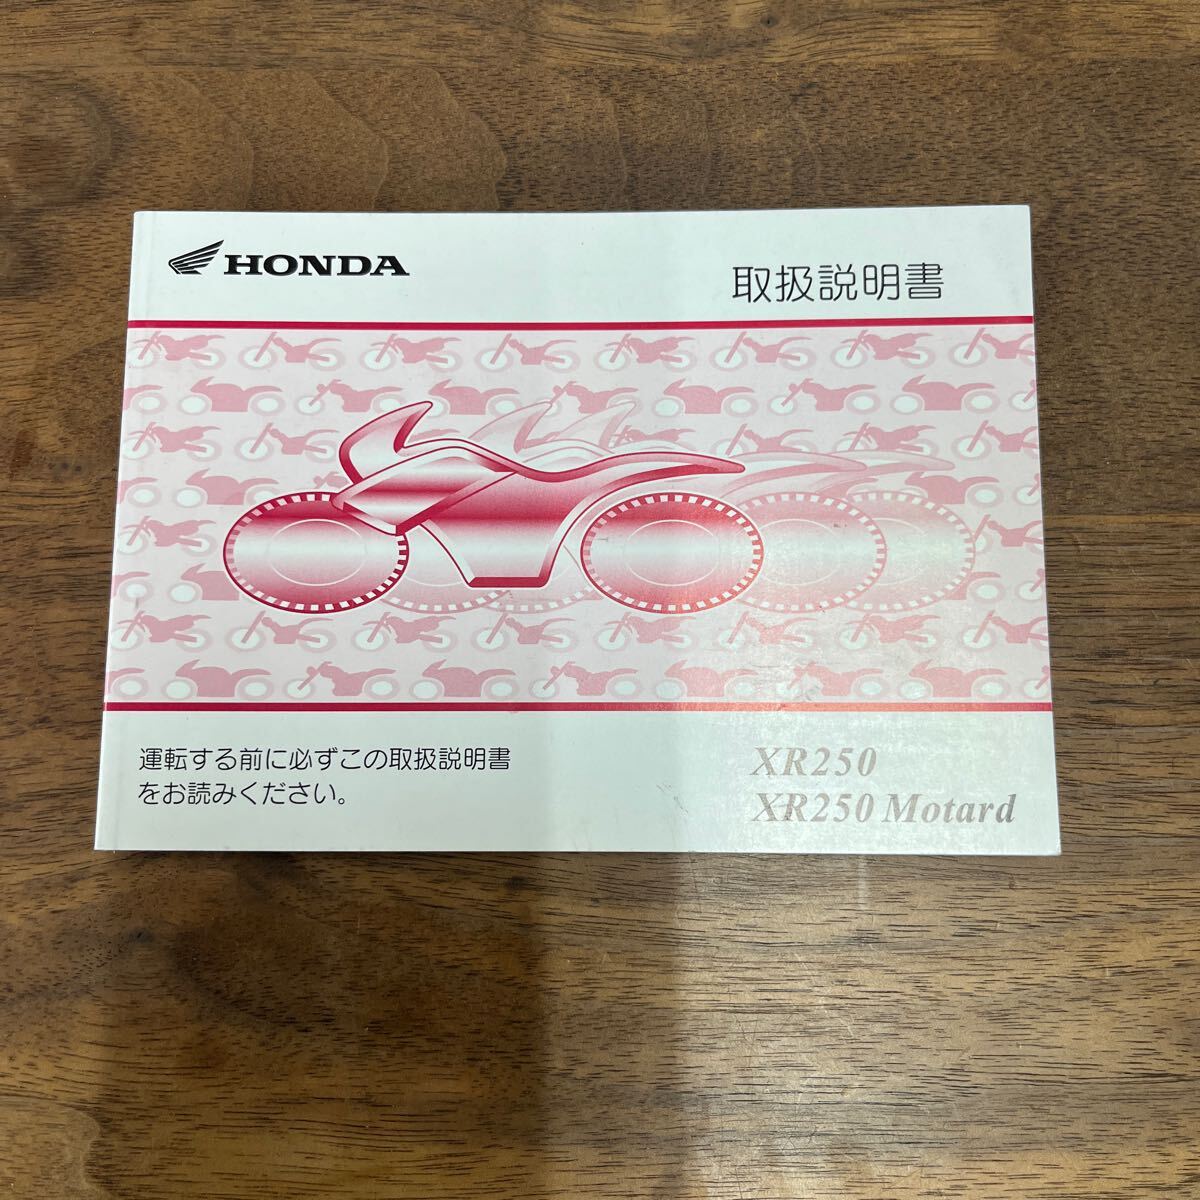 HONDA
取扱説明書
運転する前に必ずこの取扱説明書
をお読みください。
XR250
XR250 Motard